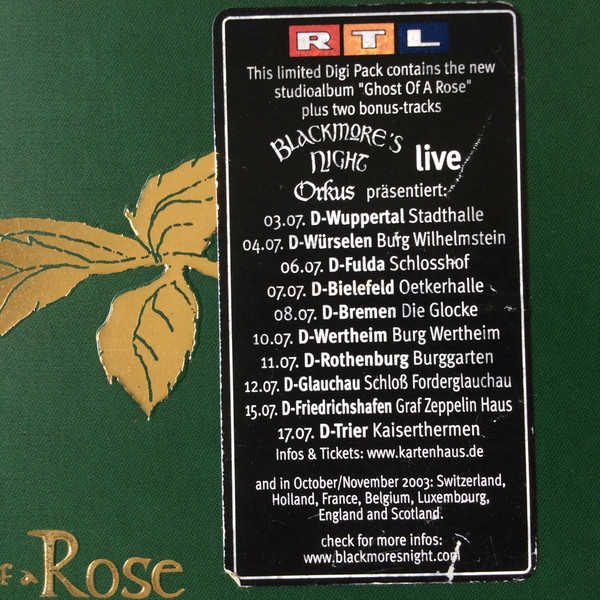 RTL
This limited Digi Pack contains the new
studioalbum "Ghost Of A Rose"
plus two bonus-tracks
BLACKMORE'S
NIGHT live
Orkus präsentiert:
03.07. D-Wuppertal Stadthalle
04.07. D-Würselen Burg Wilhelmstein
06.07. D-Fulda Schlosshof
07.07. D-Bielefeld Oetkerhalle
08.07. D-Bremen Die Glocke
10.07. D-Wertheim Burg Wertheim
11.07. D-Rothenburg Burggarten
12.07. D-Glauchau Schloß Forderglauchau
15.07. D-Friedrichshafen Graf Zeppelin Haus
17.07. D-Trier Kaiserthermen
Infos & Tickets: www.kartenhaus.de
and in October/November 2003: Switzerland,
Holland, France, Belgium, Luxembourg,
England and Scotland.
check for more infos:
www.blackmoresnight.com
f a Rose